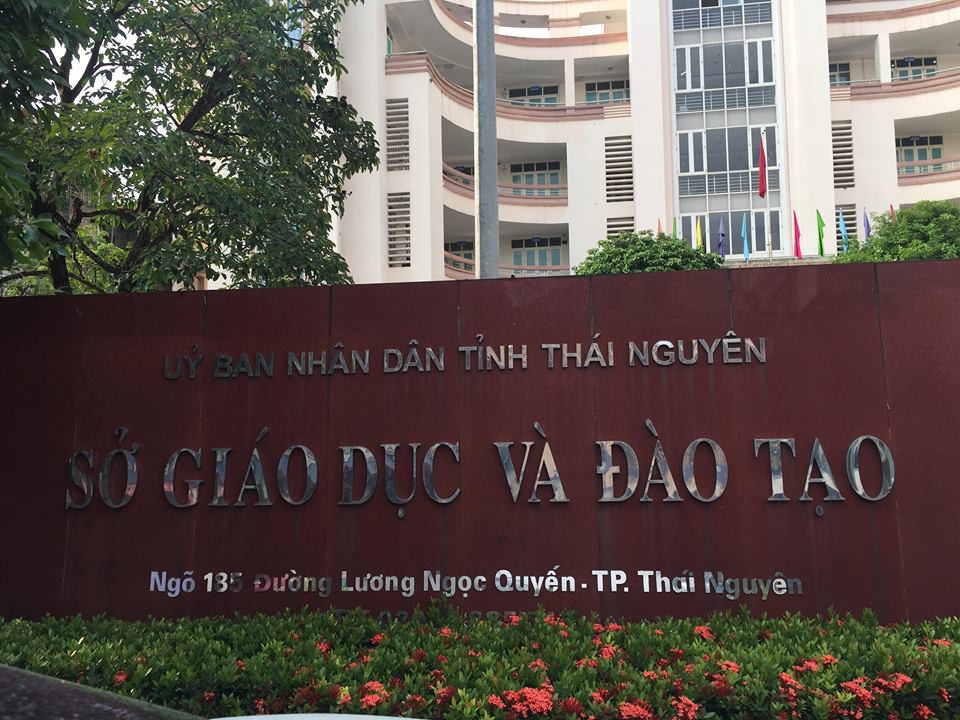 UỶ BAN NHÂN DÂN TỈNH THÁI NGUYÊN
SỞ GIÁO DỤC VÀ ĐÀO TẠO
Ngõ 185 Đường Lương Ngọc Quyến - TP. Thái Nguyên